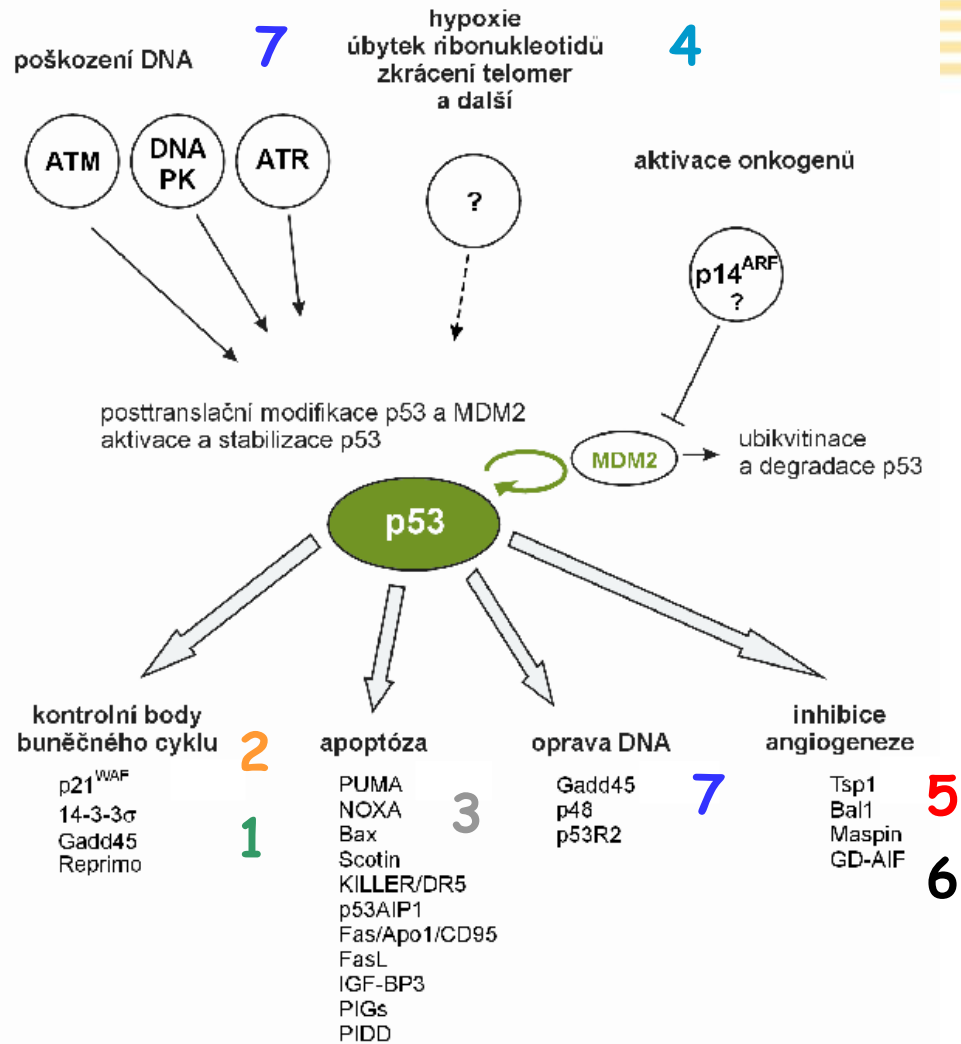 poškození DNA
7
hypoxie
úbytek ribonukleotidů
zkrácení telomer
a další
4
ATM
DNA
PK
ATR
?
aktivace onkogenů
p14ARF
?
posttranslační modifikace p53 a MDM2
aktivace a stabilizace p53
MDM2
ubikvitinace
a degradace p53
p53
kontrolní body
buněčného cyklu
2
p21WAF
14-3-3σ
Gadd45
Reprimo
1
apoptóza
PUMA
NOXA
Bax
Scotin
KILLER/DR5
p53AIP1
Fas/Apo1/CD95
FasL
IGF-BP3
PIGs
PIDD
3
oprava DNA
Gadd45
p48
p53R2
7
inhibice
angiogeneze
Tsp1
Bal1
Maspin
GD-AIF
5
6